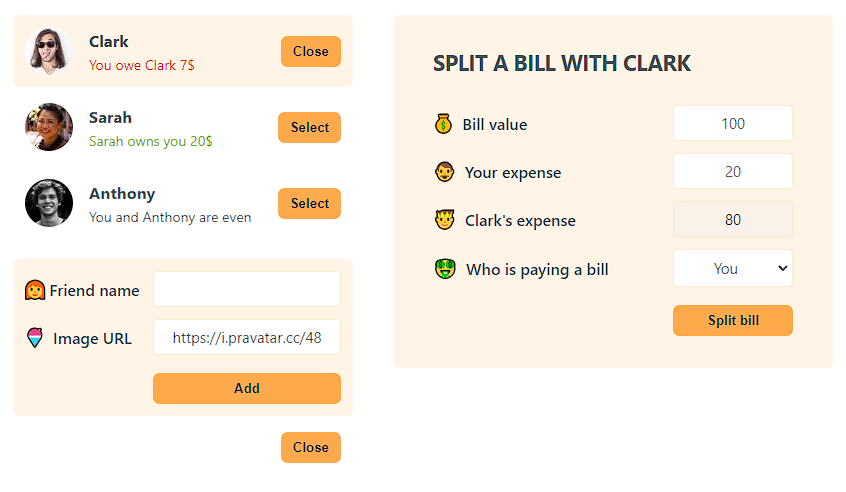 Clark
You owe Clark 7$
Close
Sarah
Sarah owns you 20$
Select
Anthony
You and Anthony are even
Select
Friend name
Image URL https://i.pravatar.cc/48
Add
Close
SPLIT A BILL WITH CLARK
Bill value 100
Your expense 20
Clark's expense 80
Who is paying a bill You
Split bill